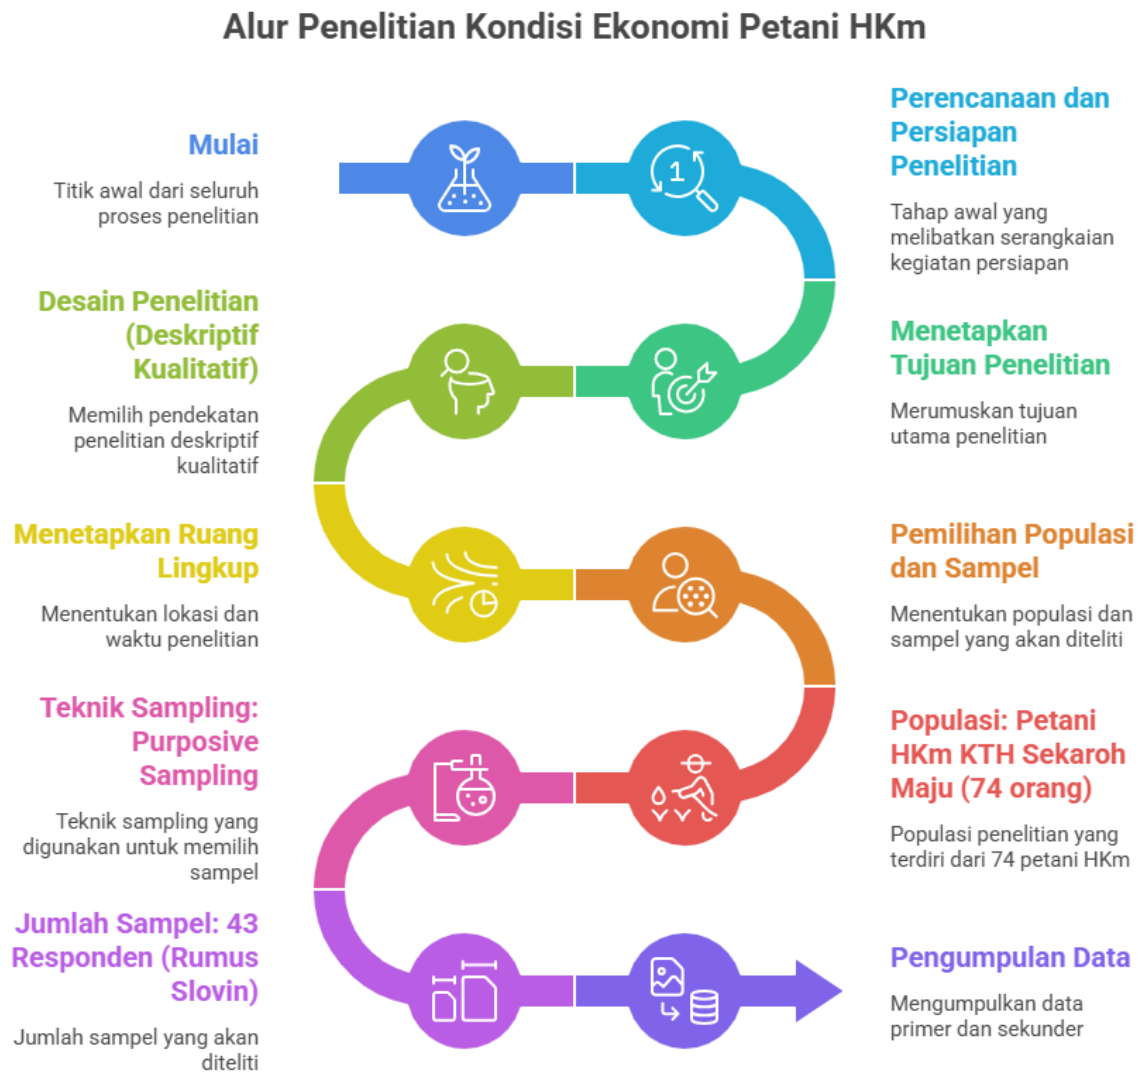 Alur Penelitian Kondisi Ekonomi Petani HKm
Mulai
Titik awal dari seluruh
proses penelitian
1
Perencanaan dan
Persiapan
Penelitian
Tahap awal yang
melibatkan serangkaian
kegiatan persiapan
Menetapkan
Tujuan Penelitian
Merumuskan tujuan
utama penelitian
Desain Penelitian
(Deskriptif
Kualitatif)
Memilih pendekatan
penelitian deskriptif
kualitatif
Menetapkan Ruang
Lingkup
Menentukan lokasi dan
waktu penelitian
Pemilihan Populasi
dan Sampel
Menentukan populasi dan
sampel yang akan diteliti
Populasi: Petani
HKm KTH Sekaroh
Maju (74 orang)
Populasi penelitian yang
terdiri dari 74 petani HKm
Teknik Sampling:
Purposive
Sampling
Teknik sampling yang
digunakan untuk memilih
sampel
Jumlah Sampel: 43
Responden (Rumus
Slovin)
Jumlah sampel yang akan
diteliti
Pengumpulan Data
Mengumpulkan data
primer dan sekunder